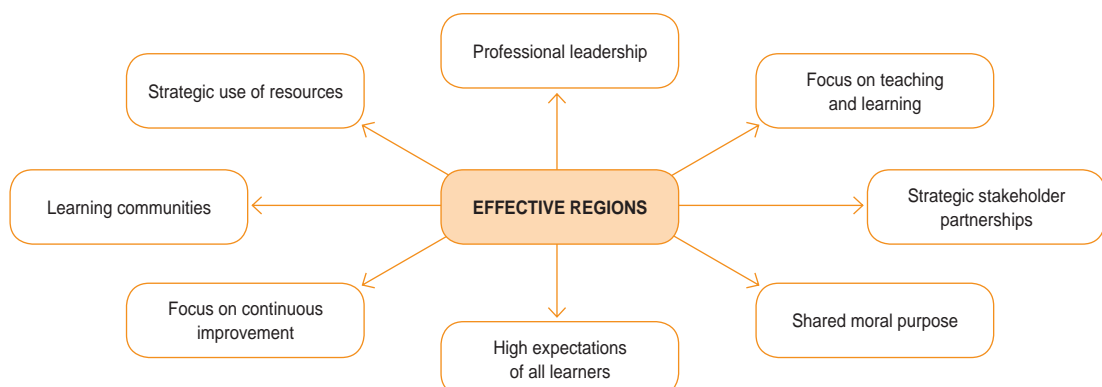 Professional leadership
Strategic use of resources
Focus on teaching
and learning
Learning communities
EFFECTIVE REGIONS
Strategic stakeholder
partnerships
Focus on continuous
improvement
High expectations
of all learners
Shared moral purpose